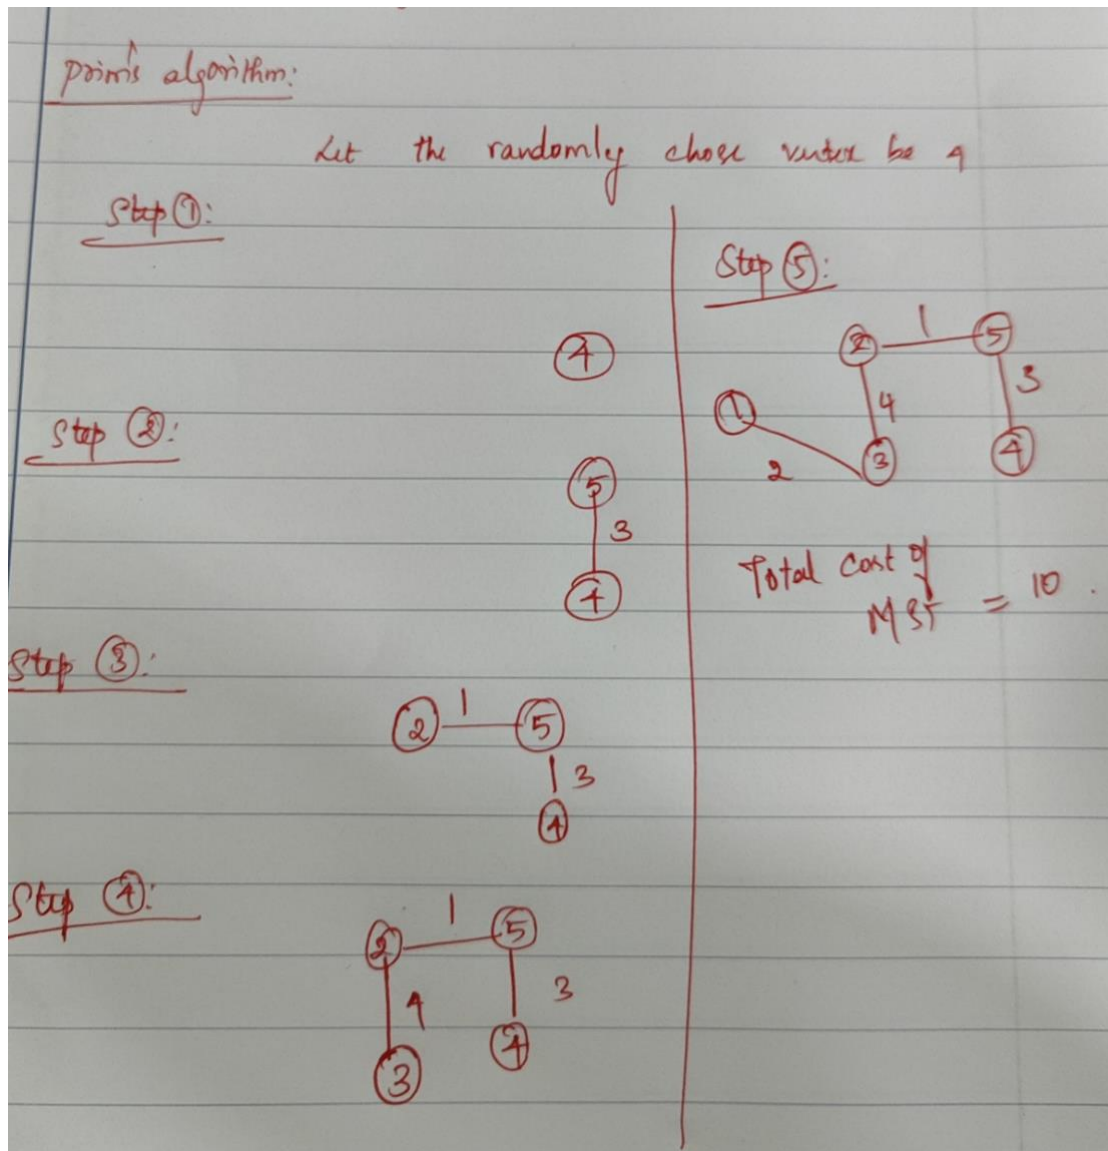 Prim's algorithm:
Let the randomly chose vertex be 4
Step ①:
④
Step ②:
⑤
3
④
Step ③:
② 1 ⑤
3
④
Step ④:
② 1 ⑤
4 3
③ ④
Step ⑤:
② 1 ⑤
① 4 3
2 ③ ④
Total cost of
MST = 10.